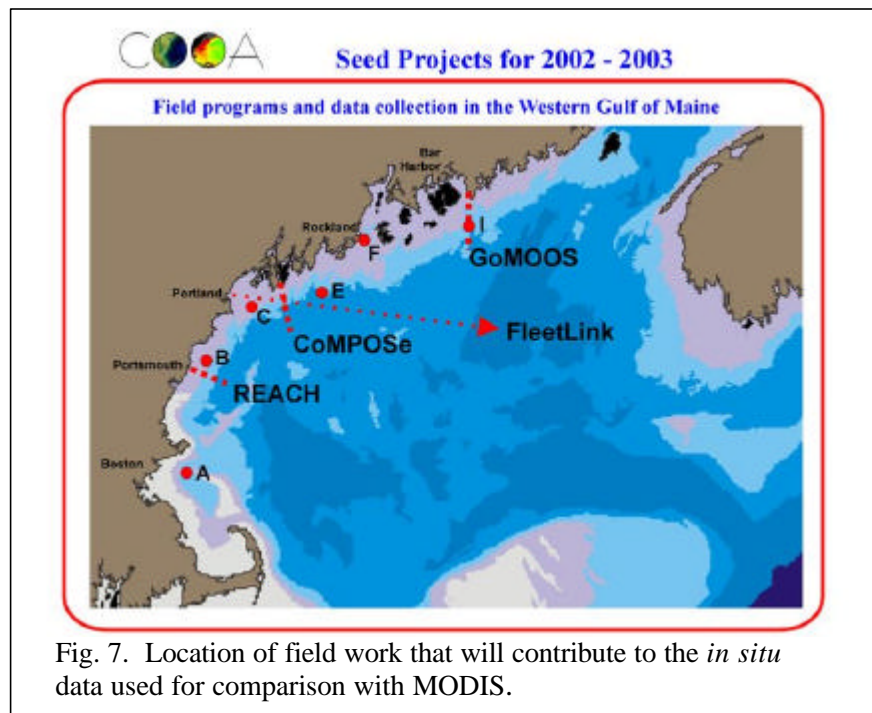 COOA
Seed Projects for 2002 - 2003
Field programs and data collection in the Western Gulf of Maine
Bar
Harbor
Rockland
I
F
GoMOOS
Portland
E
C
FleetLink
CoMPOSe
B
Portsmouth
REACH
Boston
A
Fig. 7. Location of field work that will contribute to the in situ
data used for comparison with MODIS.